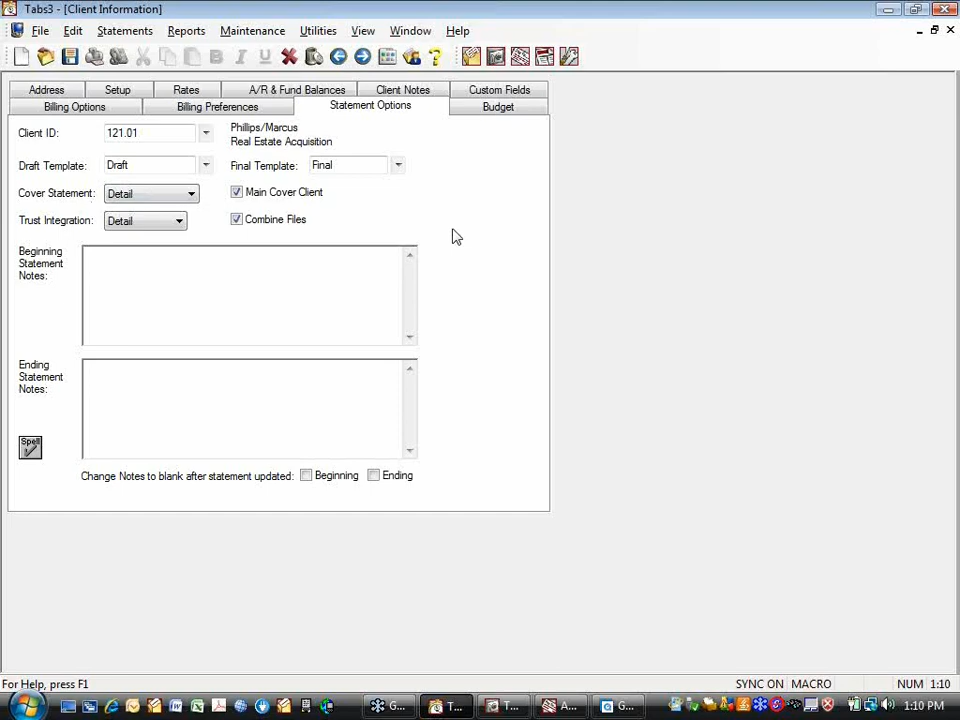 Tabs3 - [Client Information]
File Edit Statements Reports Maintenance Utilities View Window Help
Address Setup Rates A/R & Fund Balances Client Notes Custom Fields
Billing Options Billing Preferences Statement Options Budget
Client ID: 121.01 Phillips/Marcus
Real Estate Acquisition
Draft Template: Draft Final Template: Final
Cover Statement: Detail Main Cover Client
Trust Integration: Detail Combine Files
Beginning
Statement
Notes:
Ending
Statement
Notes:
Spell
Change Notes to blank after statement updated: Beginning Ending
For Help, press F1 SYNC ON MACRO NUM 1:10
G... T... T... A... G... 1:10 PM